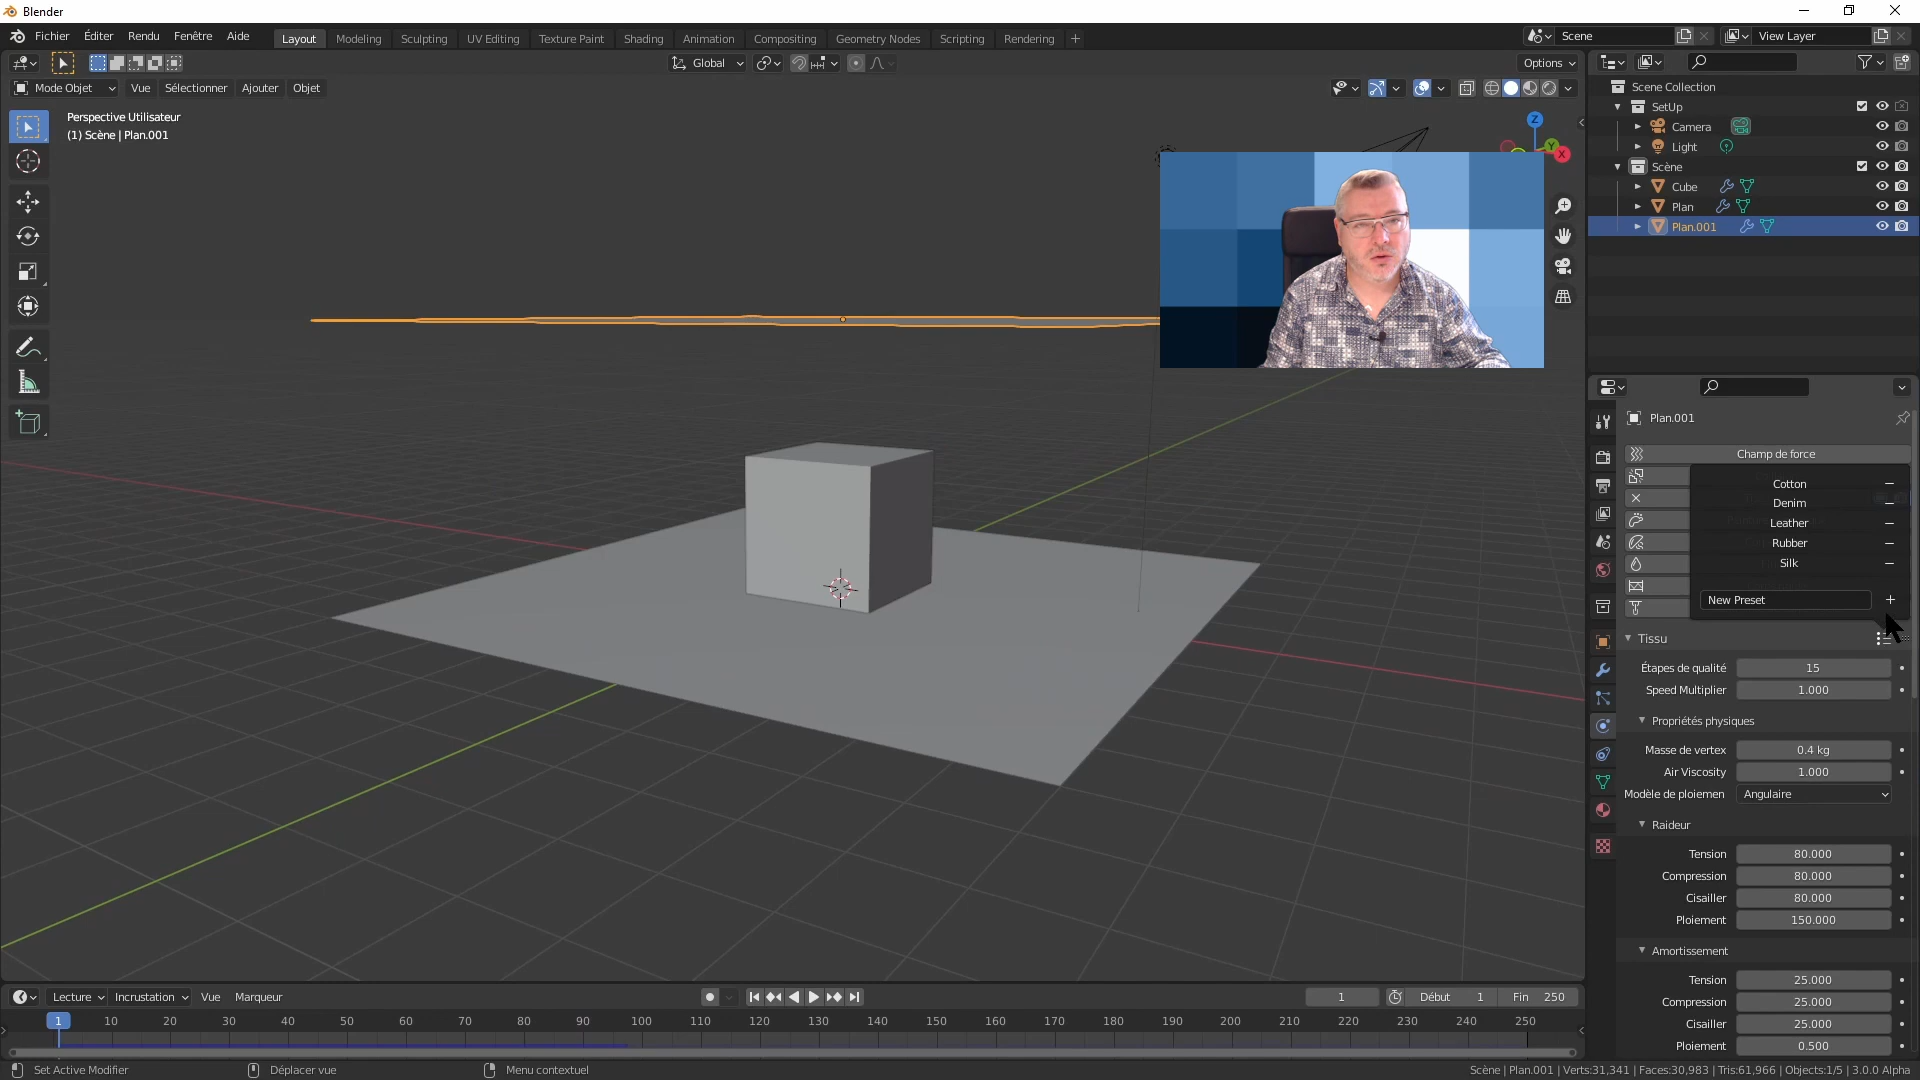 Blender
Fichier Éditer Rendu Fenêtre Aide Layout Modeling Sculpting UV Editing Texture Paint Shading Animation Compositing Geometry Nodes Scripting Rendering + Scene View Layer
Global Options
Mode Objet Vue Sélectionner Ajouter Objet
Perspective Utilisateur
(1) Scène | Plan.001
Z
Y
X
Scene Collection
SetUp
Camera
Light
Scène
Cube
Plan
Plan.001
Plan.001
Champ de force
Cotton
Denim
Leather
Rubber
Silk
New Preset
Tissu
Étapes de qualité 15
Speed Multiplier 1.000
Propriétés physiques
Masse de vertex 0.4 kg
Air Viscosity 1.000
Modèle de ploiemen Angulaire
Raideur
Tension 80.000
Compression 80.000
Cisailler 80.000
Ploiement 150.000
Amortissement
Tension 25.000
Compression 25.000
Cisailler 25.000
Ploiement 0.500
Lecture Incrustation Vue Marqueur 1 Début 1 Fin 250
1 10 20 30 40 50 60 70 80 90 100 110 120 130 140 150 160 170 180 190 200 210 220 230 240 250
Set Active Modifier Déplacer vue Menu contextuel Scène | Plan.001 | Verts:31,341 | Faces:30,983 | Tris:61,966 | Objects:1/5 | 3.0.0 Alpha